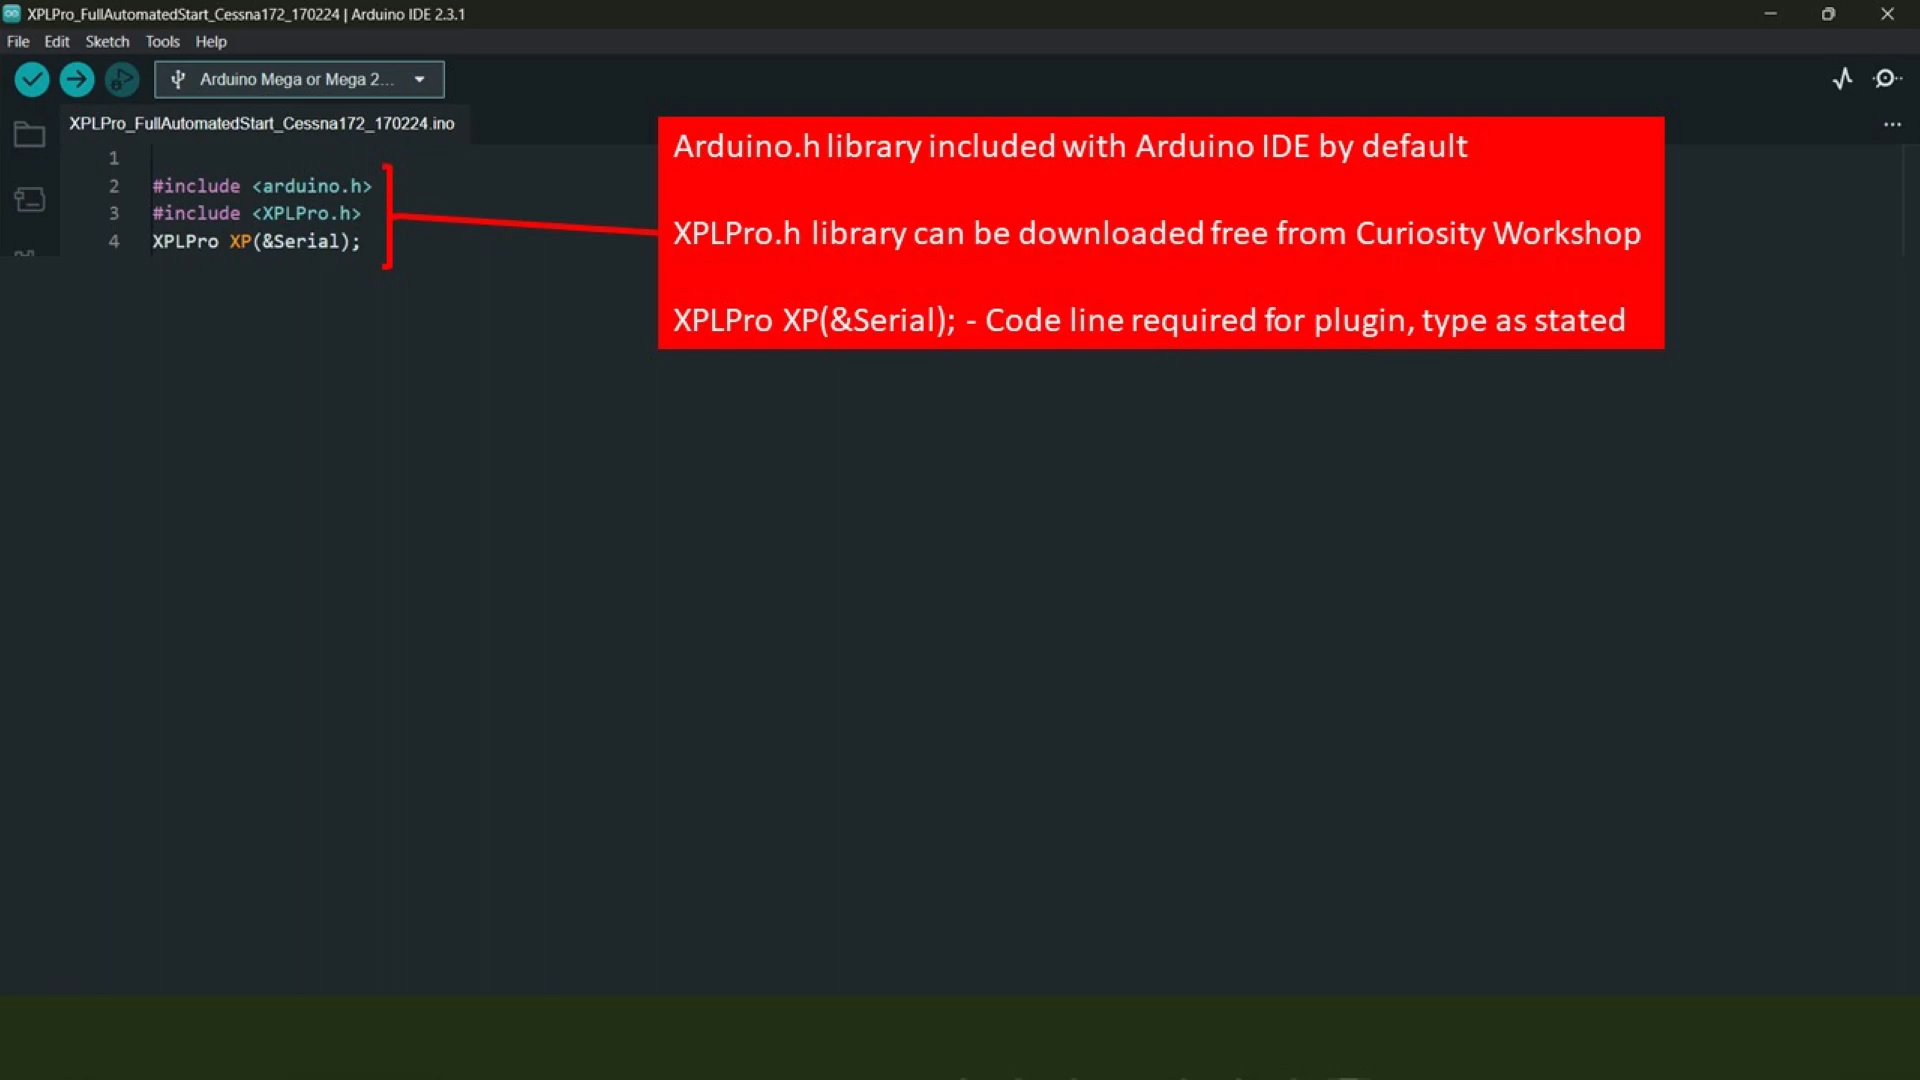 XPLPro_FullAutomatedStart_Cessna172_170224 | Arduino IDE 2.3.1
File Edit Sketch Tools Help
Arduino Mega or Mega 2...
XPLPro_FullAutomatedStart_Cessna172_170224.ino
1
2 #include <arduino.h>
3 #include <XPLPro.h>
4 XPLPro XP(&Serial);
Arduino.h library included with Arduino IDE by default
XPLPro.h library can be downloaded free from Curiosity Workshop
XPLPro XP(&Serial); - Code line required for plugin, type as stated